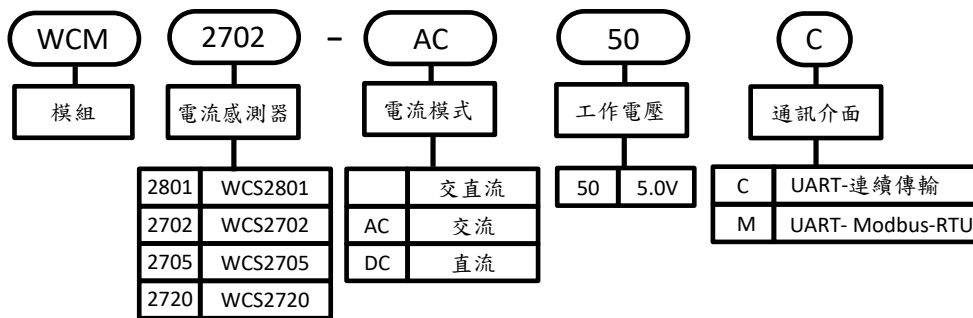 WCM 2702 - AC 50 C
模組 電流感測器 電流模式 工作電壓 通訊介面
2801 WCS2801 交直流 50 5.0V C UART-連續傳輸
2702 WCS2702 AC 交流 M UART- Modbus-RTU
2705 WCS2705 DC 直流
2720 WCS2720